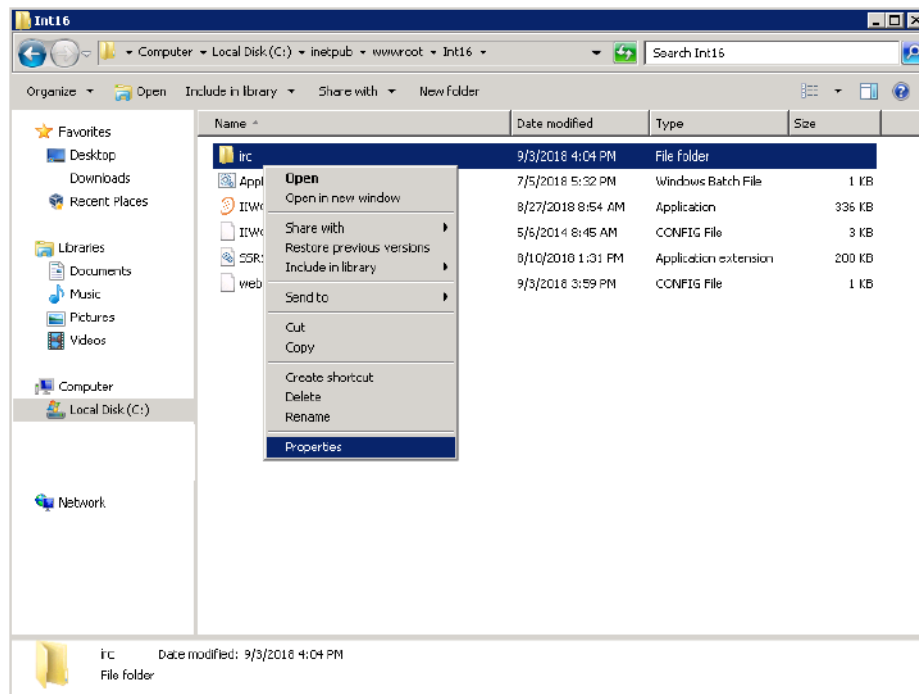 Int16
Computer Local Disk (C:) inetpub wwwroot Int16 Search Int16
Organize Open Include in library Share with New folder
Name Date modified Type Size
Favorites
Desktop
Downloads
Recent Places
Libraries
Documents
Music
Pictures
Videos
Computer
Local Disk (C:)
Network
irc 9/3/2018 4:04 PM File folder
Appl 7/5/2018 5:32 PM Windows Batch File 1 KB
8/27/2018 8:54 AM Application 336 KB
5/6/2014 8:45 AM CONFIG File 3 KB
8/10/2018 1:31 PM Application extension 200 KB
web 9/3/2018 3:59 PM CONFIG File 1 KB
Open
Open in new window
Share with
Restore previous versions
Include in library
Send to
Cut
Copy
Create shortcut
Delete
Rename
Properties
irc Date modified: 9/3/2018 4:04 PM
File folder